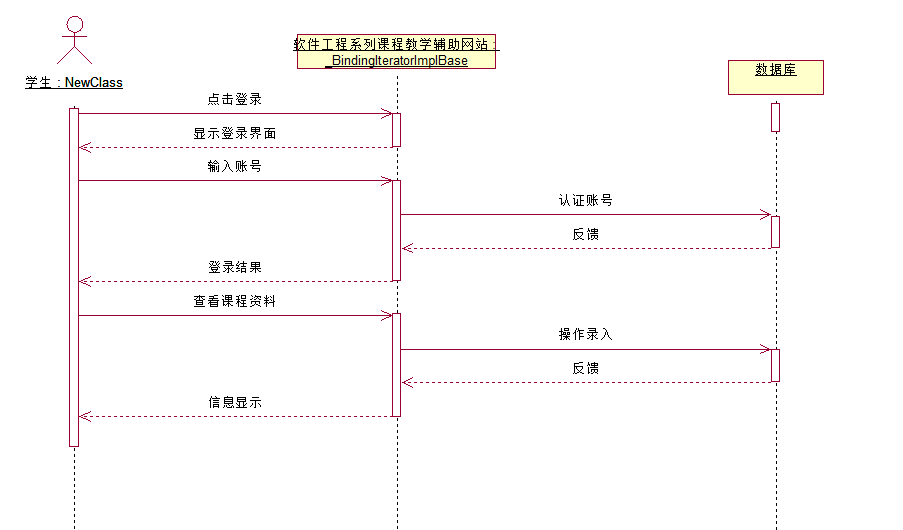 软件工程系列课程教学辅助网站 :
_BindingIteratorImplBase
数据库
学生 : NewClass
点击登录
显示登录界面
输入账号
认证账号
反馈
登录结果
查看课程资料
操作录入
反馈
信息显示